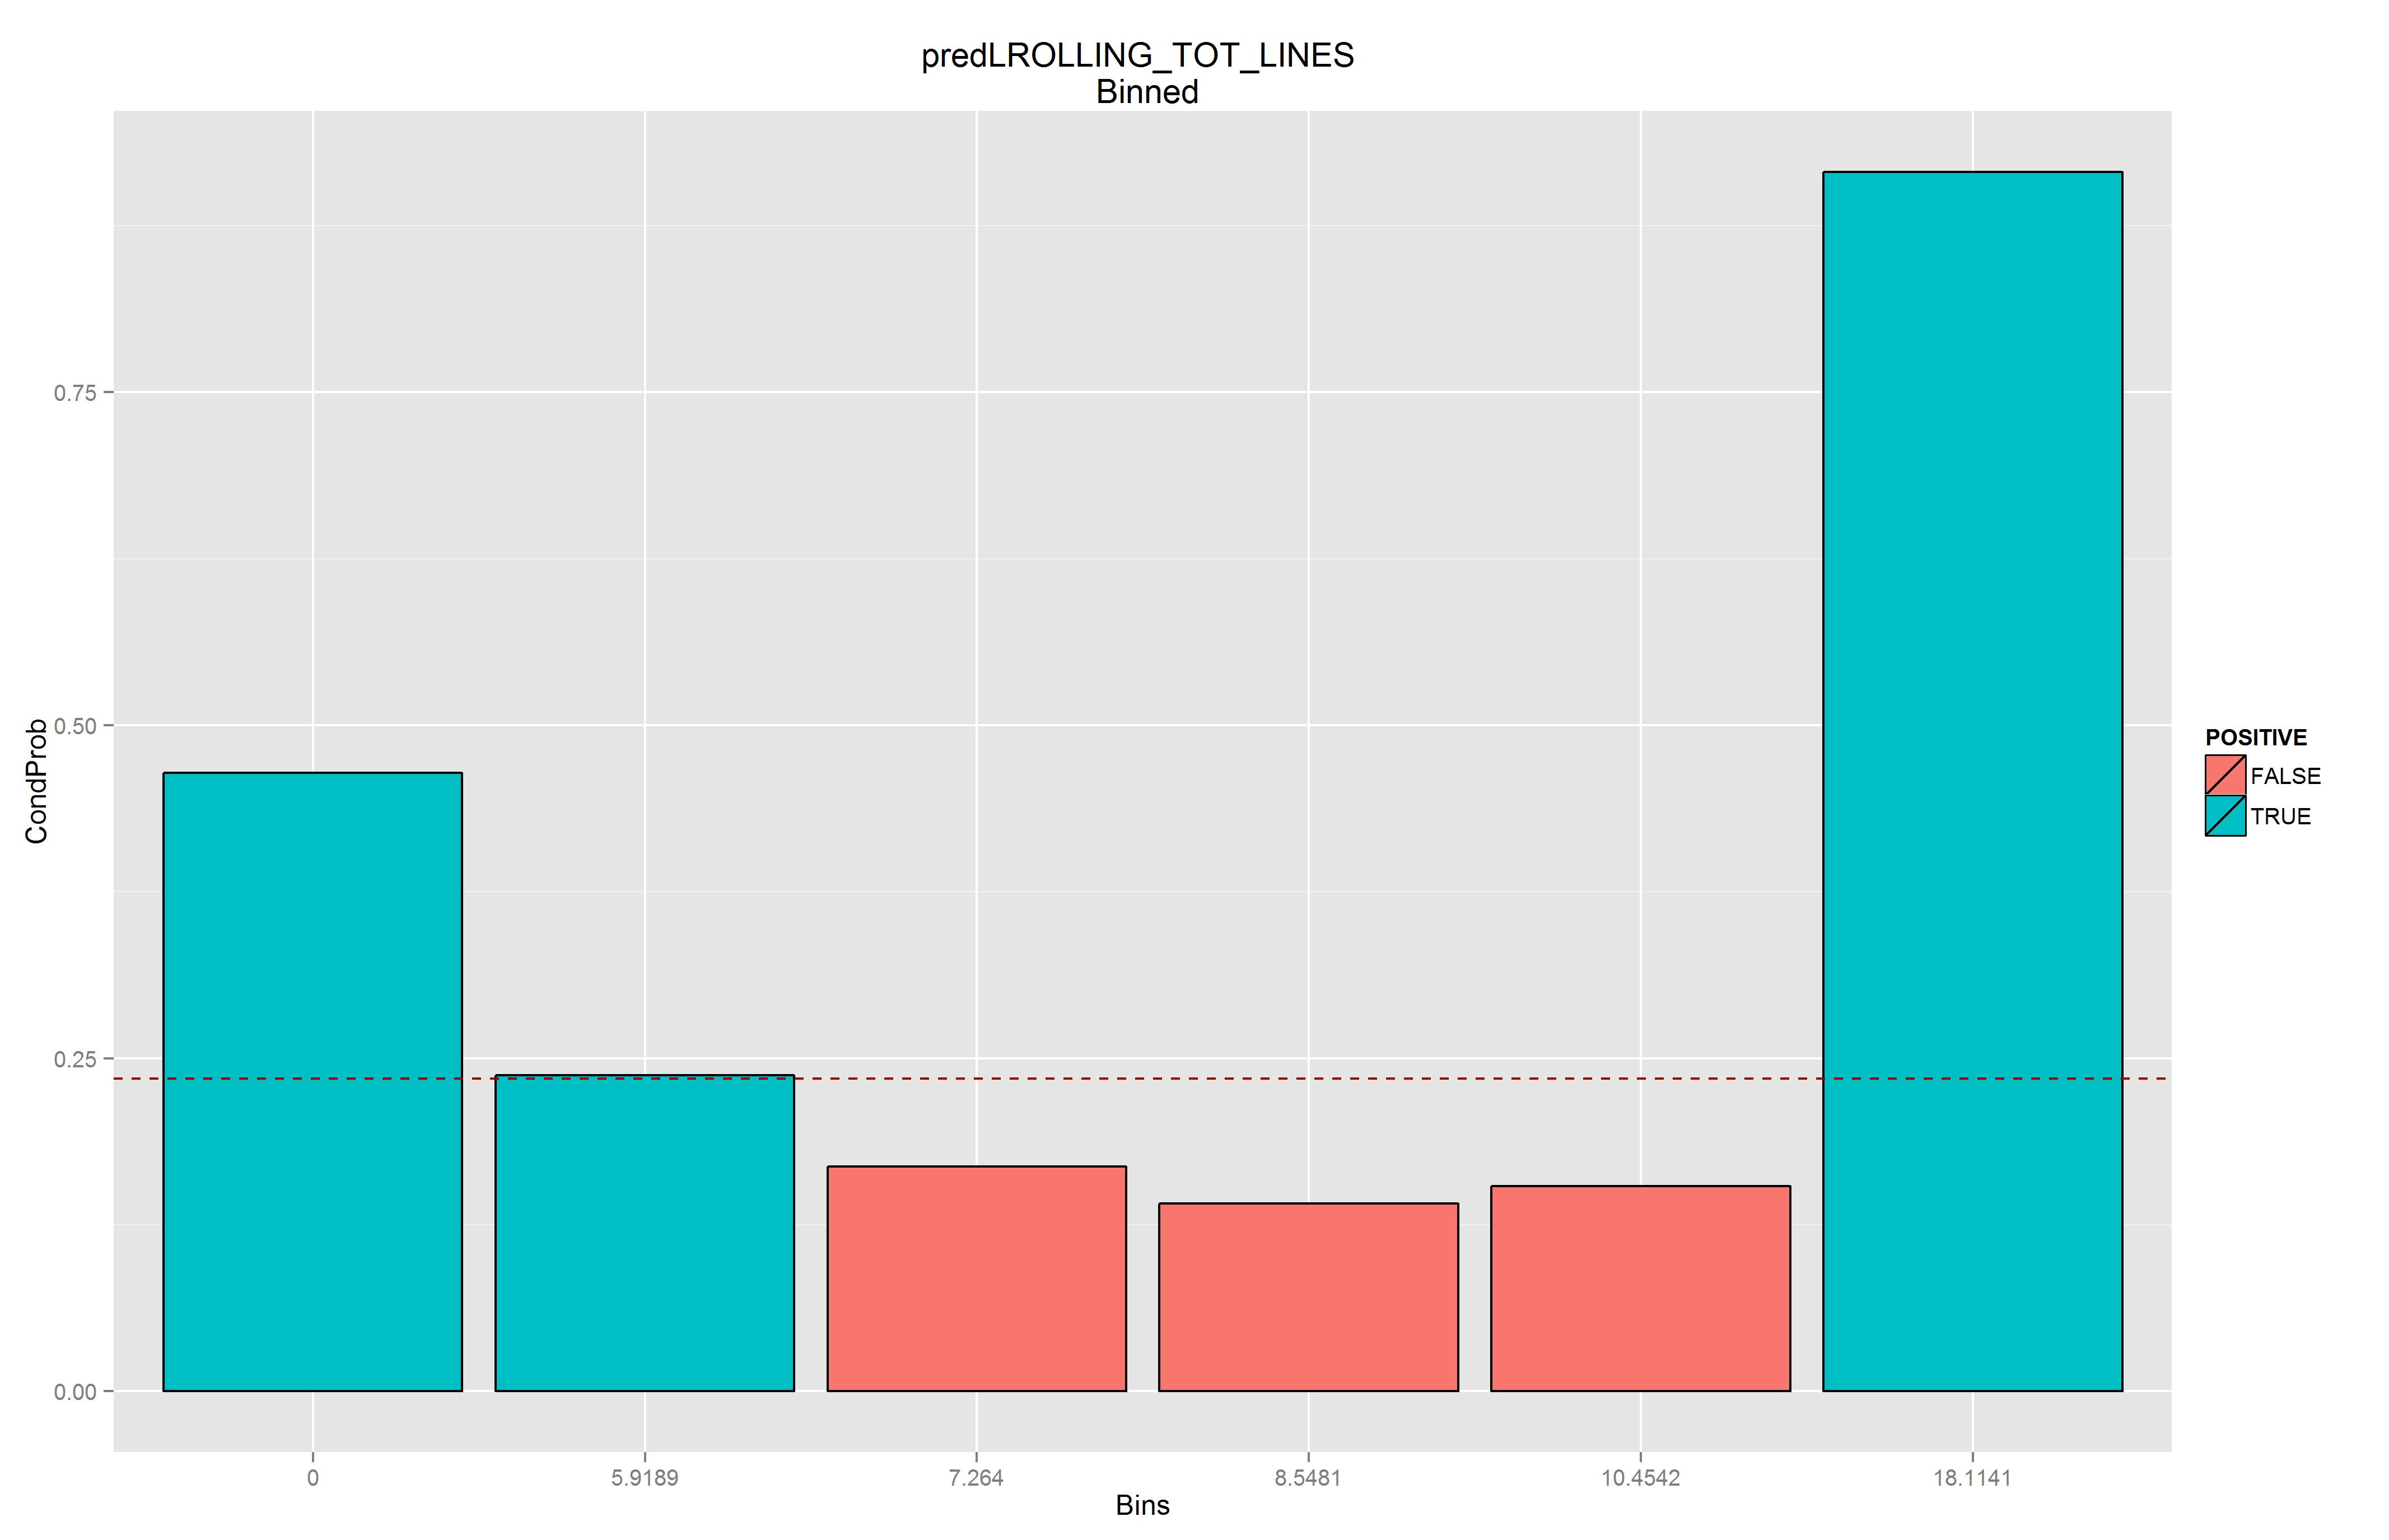 predLROLLING_TOT_LINES
Binned
CondProb
0.75
0.50
0.25
0.00
0 5.9189 7.264 8.5481 10.4542 18.1141
Bins
POSITIVE
FALSE
TRUE